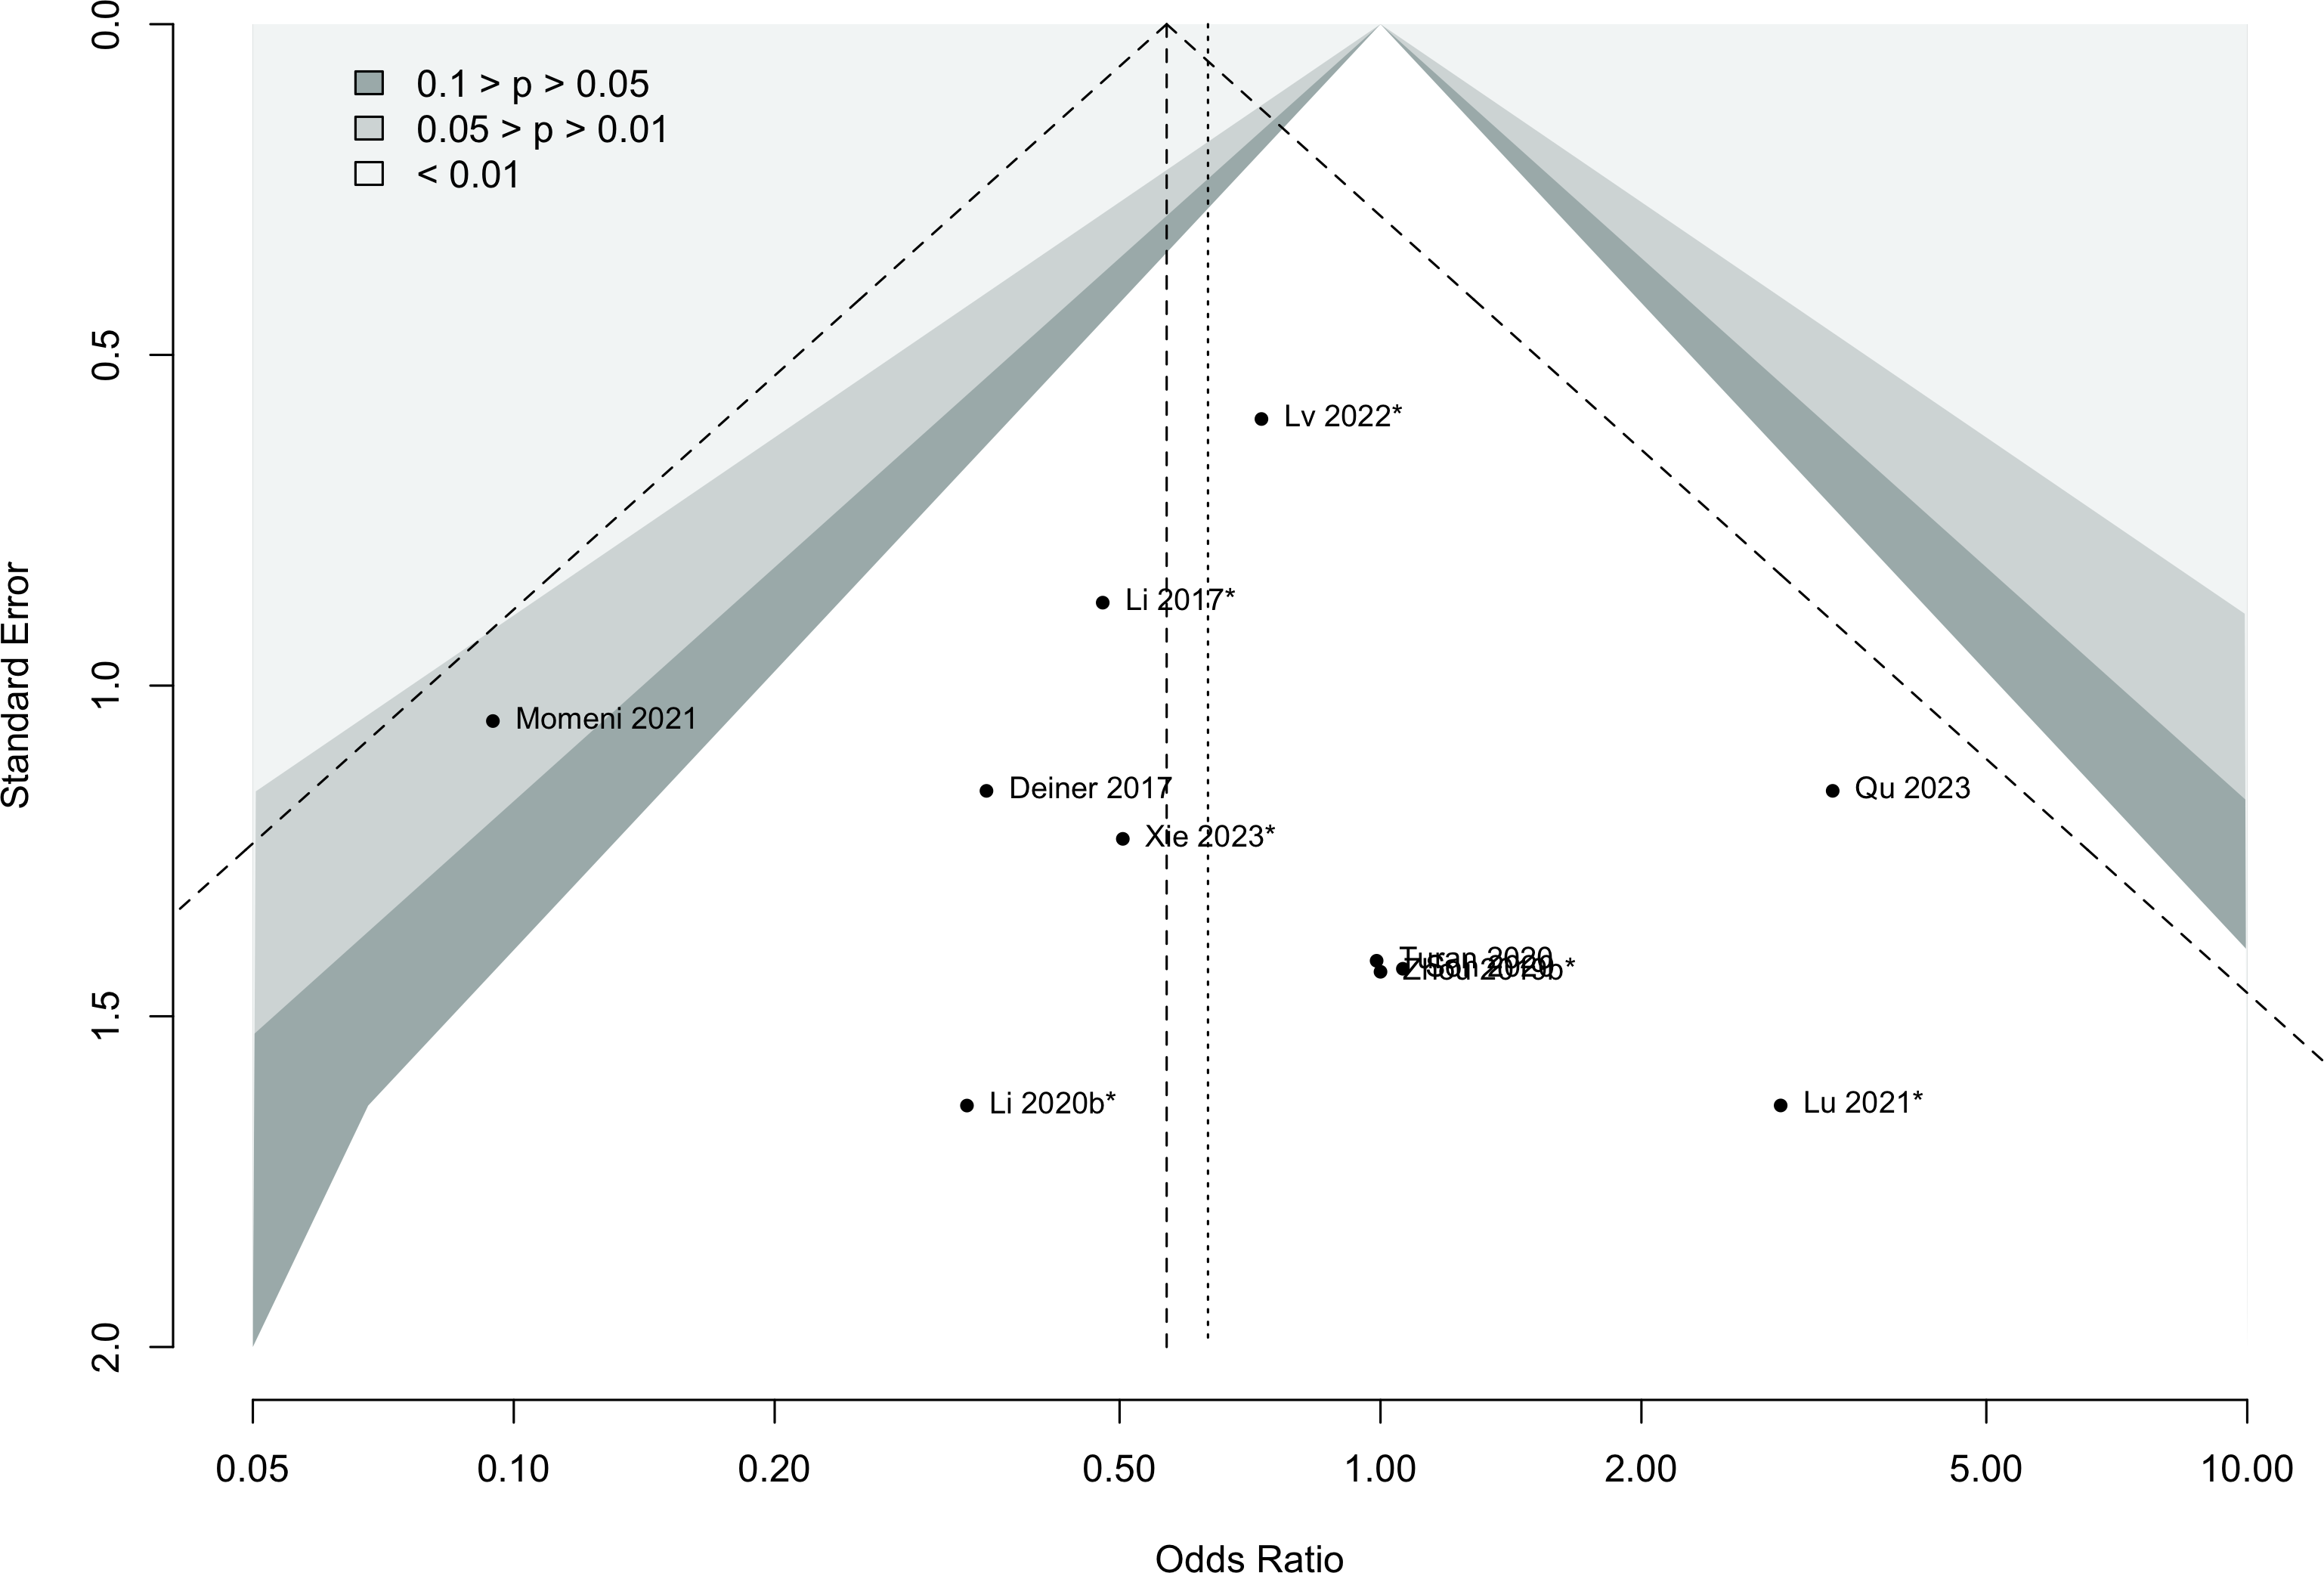 0.1 > p > 0.05
0.05 > p > 0.01
< 0.01
Standard Error
0.0
0.5
1.0
1.5
2.0
Lv 2022*
Li 2017*
Momeni 2021
Deiner 2017
Qu 2023
Xie 2023*
Turan 2020
Zhou 2019b*
Li 2020b*
Lu 2021*
0.05
0.10
0.20
0.50
1.00
2.00
5.00
10.00
Odds Ratio